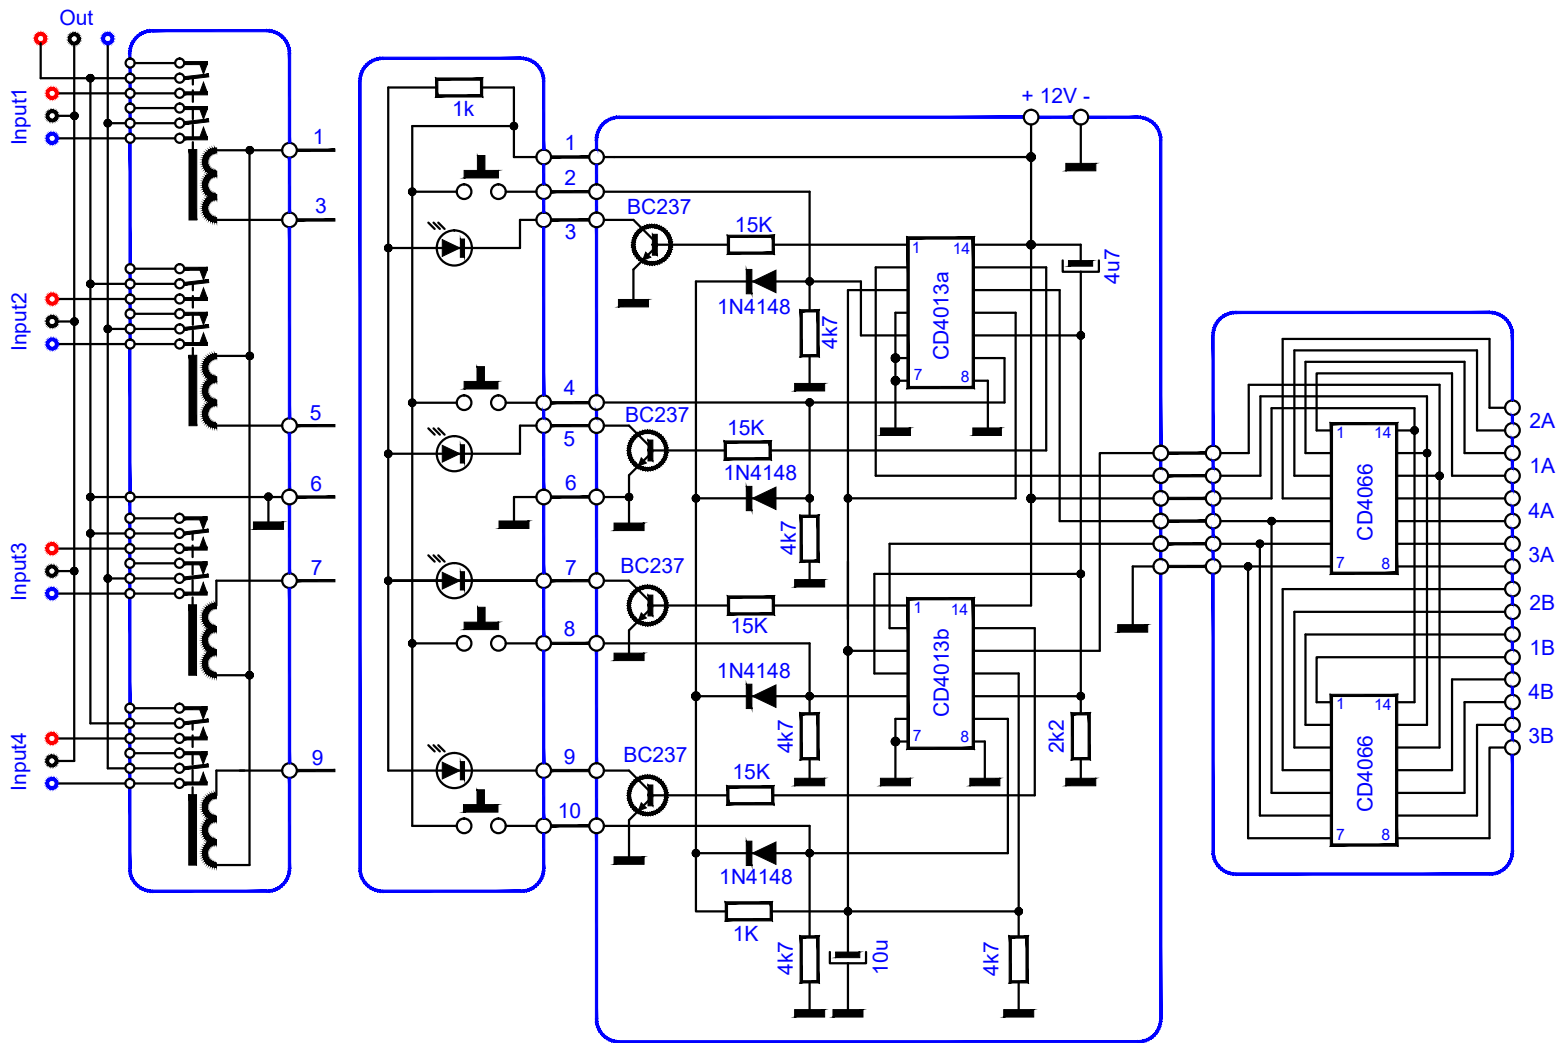 Out
Input1
Input2
Input3
Input4
1
3
5
6
7
9
1k
1
2
3
4
5
6
7
8
9
10
+ 12V -
BC237
15K
1N4148
4k7
1
14
CD4013a
7
8
4u7
BC237
15K
1N4148
4k7
BC237
15K
1N4148
4k7
1
14
CD4013b
7
8
2k2
BC237
15K
1N4148
1K
4k7
10u
4k7
1
14
CD4066
7
8
1
14
CD4066
7
8
2A
1A
4A
3A
2B
1B
4B
3B